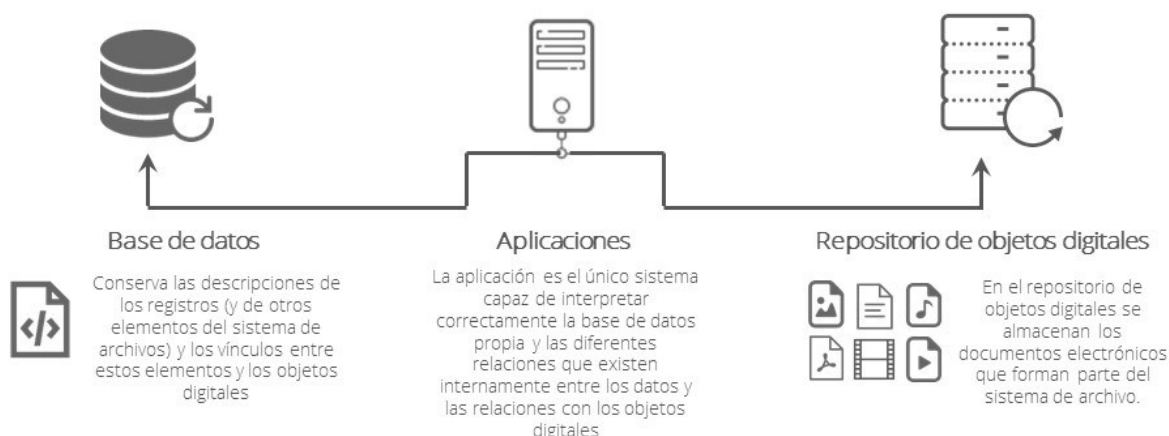 Base de datos
Conserva las descripciones de
los registros (y de otros
elementos del sistema de
archivos) y los vínculos entre
estos elementos y los objetos
digitales
Aplicaciones
La aplicación es el único sistema
capaz de interpretar
correctamente la base de datos
propia y las diferentes
relaciones que existen
internamente entre los datos y
las relaciones con los objetos
digitales
Repositorio de objetos digitales
En el repositorio de
objetos digitales se
almacenan los
documentos electrónicos
que forman parte del
sistema de archivo.